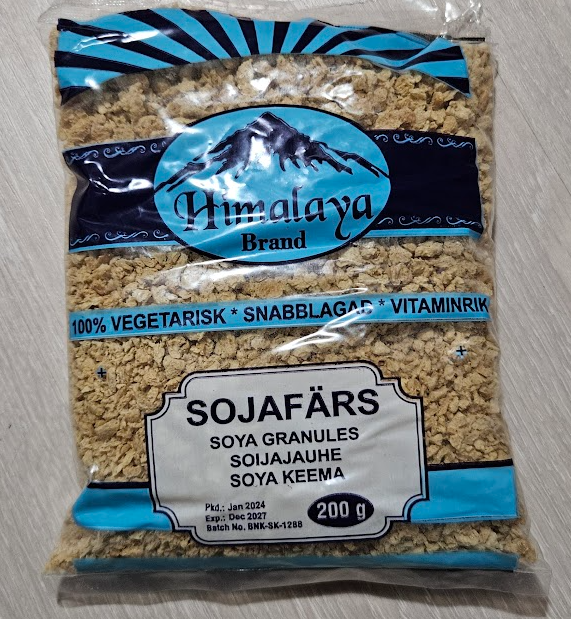 Himalaya
Brand
100% VEGETARISK * SNABBLAGAD * VITAMINRIK
SOJAFÄRS
SOYA GRANULES
SOIJAJAUHE
SOYA KEEMA
Pkd.: Jan 2024
Exp.: Dec 2027
Batch No. BNK-SK-1288
200 g